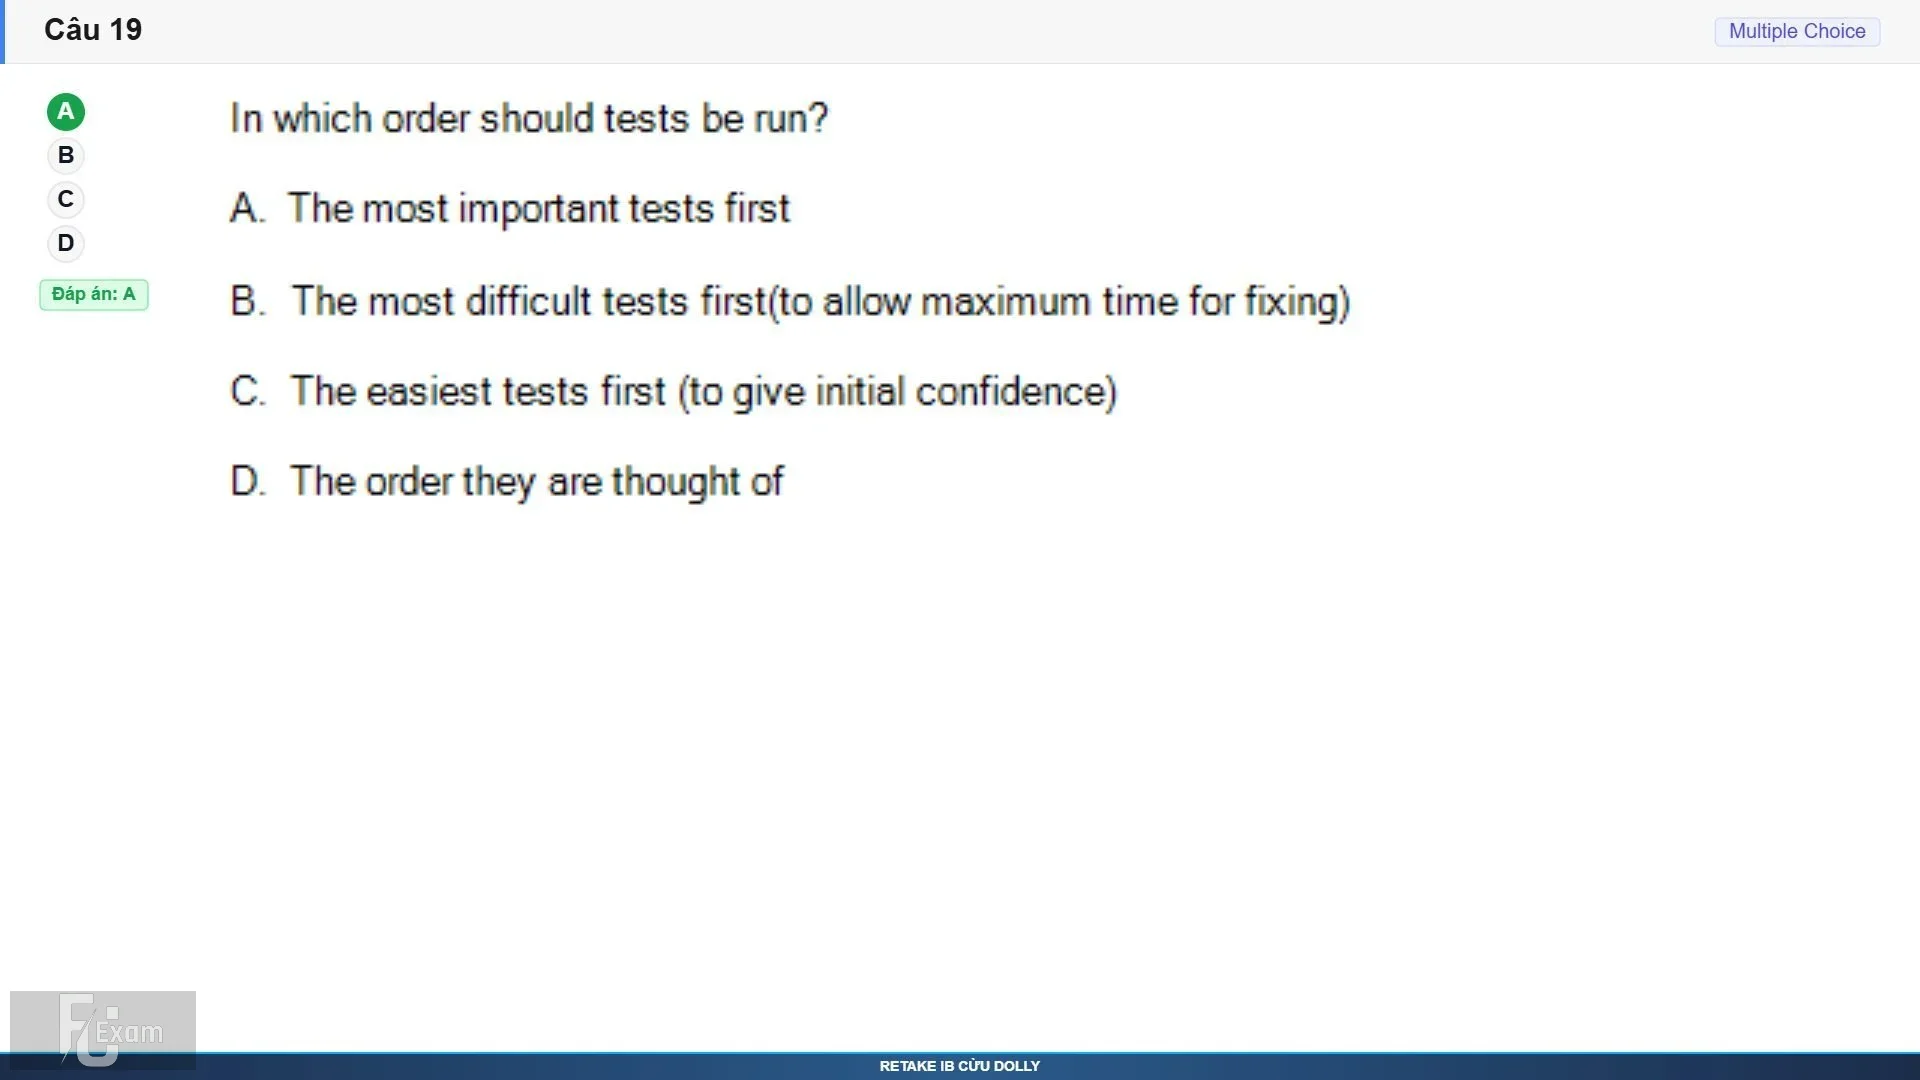 Câu 19
Multiple Choice
A
B
C
D
Đáp án: A
In which order should tests be run?
A. The most important tests first
B. The most difficult tests first(to allow maximum time for fixing)
C. The easiest tests first (to give initial confidence)
D. The order they are thought of
FU Exam
RETAKE IB CỪU DOLLY